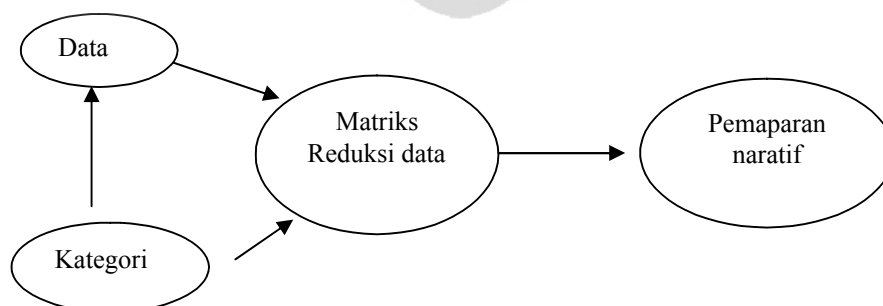 Data
Matriks
Reduksi data
Pemaparan
naratif
Kategori